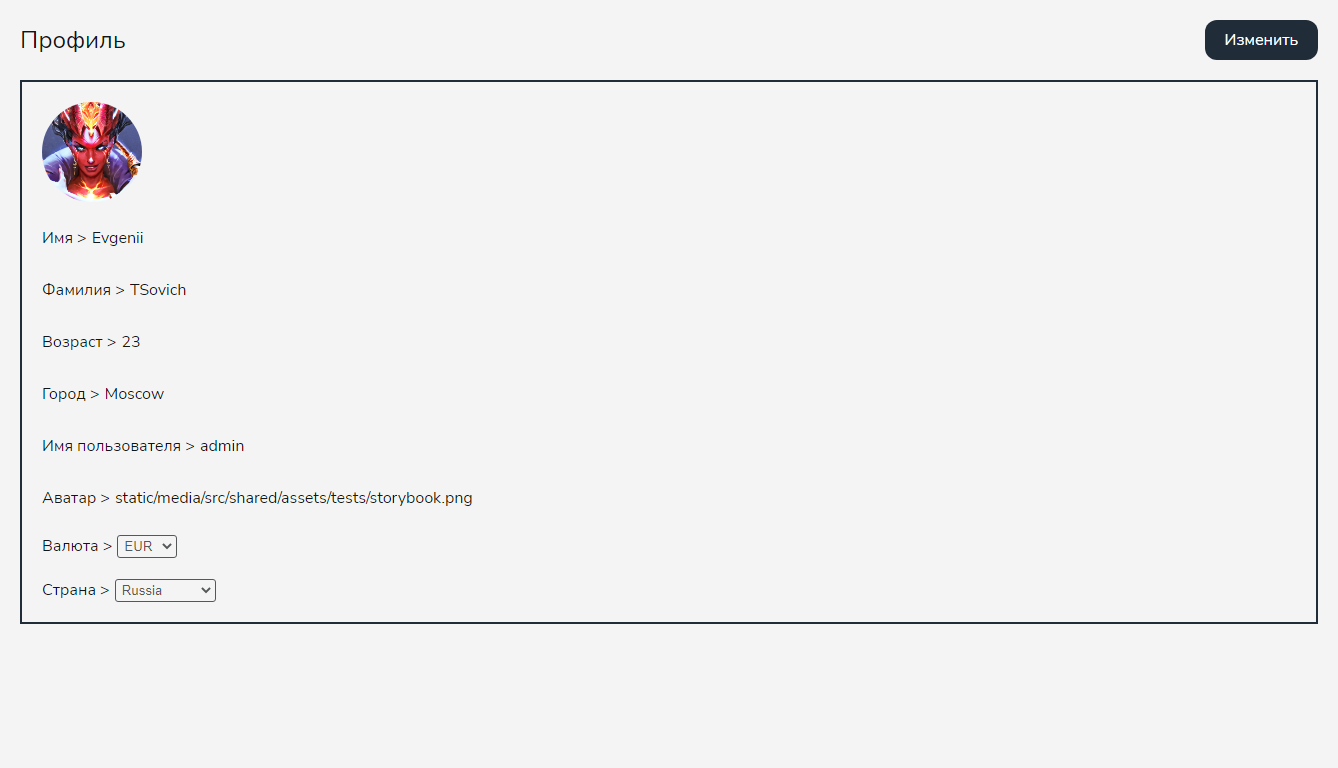 Профиль
Изменить
Имя > Evgenii
Фамилия > TSovich
Возраст > 23
Город > Moscow
Имя пользователя > admin
Аватар > static/media/src/shared/assets/tests/storybook.png
Валюта > EUR
Страна > Russia